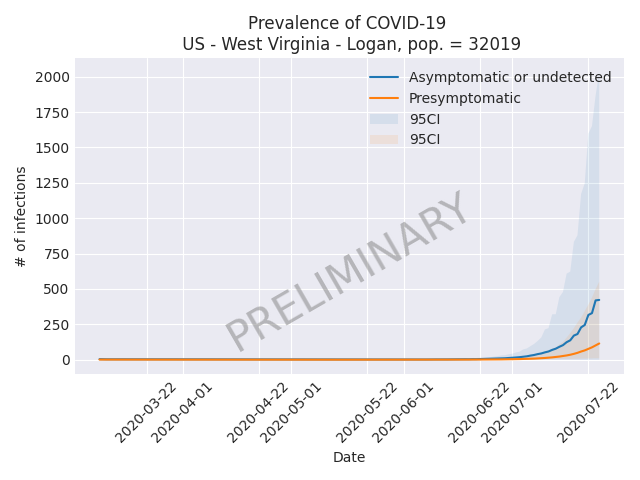 Prevalence of COVID-19
US - West Virginia - Logan, pop. = 32019
Asymptomatic or undetected
Presymptomatic
95CI
95CI
PRELIMINARY
# of infections
2000
1750
1500
1250
1000
750
500
250
0
2020-03-22
2020-04-01
2020-04-22
2020-05-01
2020-05-22
2020-06-01
2020-06-22
2020-07-01
2020-07-22
Date